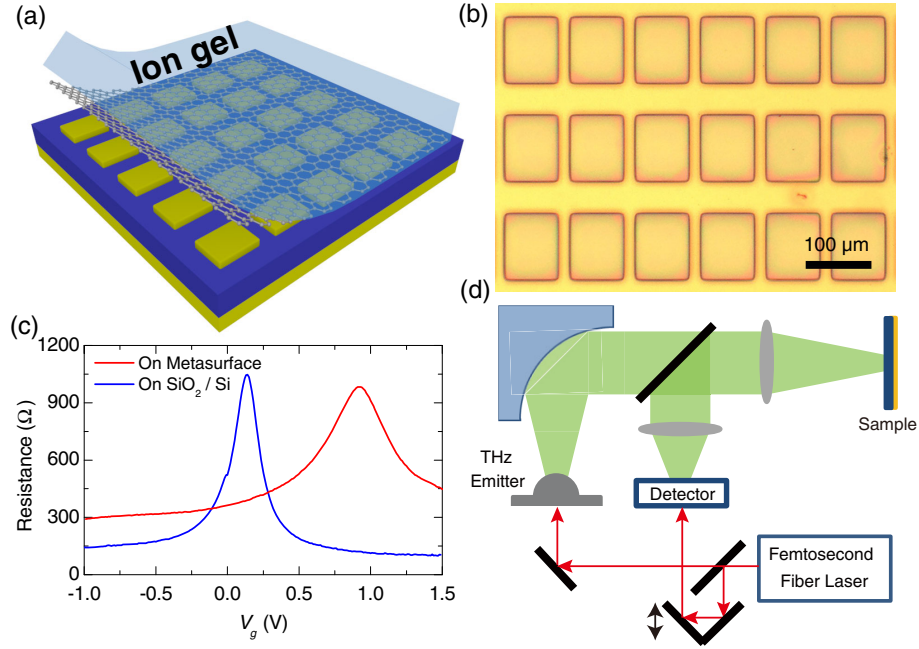 (a)
Ion gel
(b)
100 µm
(c)
1200
900
600
300
0
Resistance (Ω)
On Metasurface
On SiO2 / Si
-1.0
-0.5
0.0
0.5
1.0
1.5
Vg (V)
(d)
THz
Emitter
Detector
Sample
Femtosecond
Fiber Laser